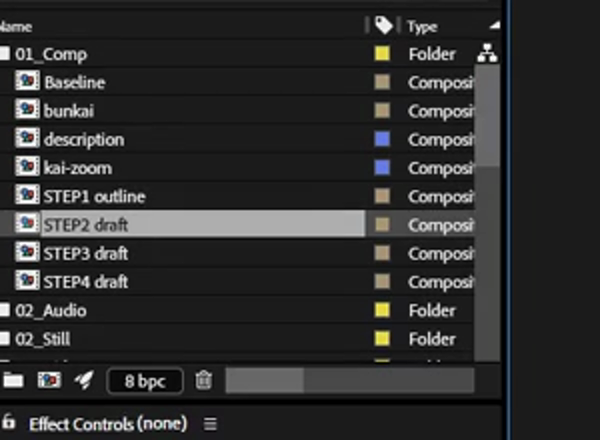 Name Type
01_Comp Folder
Baseline Composi
bunkai Composi
description Composi
kai-zoom Composi
STEP1 outline Composi
STEP2 draft Composi
STEP3 draft Composi
STEP4 draft Composi
02_Audio Folder
02_Still Folder
8 bpc
Effect Controls (none)